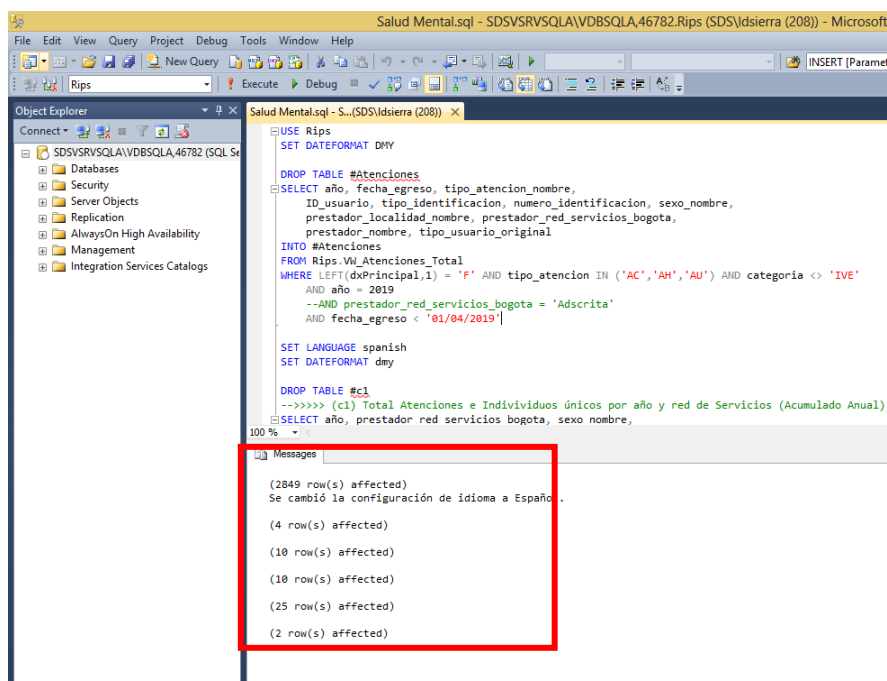 Salud Mental.sql - SDSVSRVSQLA\VDBSQLA,46782.Rips (SDS\ldsierra (208)) - Microsoft
File Edit View Query Project Debug Tools Window Help
New Query
INSERT [Paramet
Rips
Execute Debug
Object Explorer
Connect
SDSVSRVSQLA\VDBSQLA,46782 (SQL Se
Databases
Security
Server Objects
Replication
AlwaysOn High Availability
Management
Integration Services Catalogs
Salud Mental.sql - S...(SDS\ldsierra (208))
USE Rips
SET DATEFORMAT DMY
DROP TABLE #Atenciones
SELECT año, fecha_egreso, tipo_atencion_nombre,
ID_usuario, tipo_identificacion, numero_identificacion, sexo_nombre,
prestador_localidad_nombre, prestador_red_servicios_bogota,
prestador_nombre, tipo_usuario_original
INTO #Atenciones
FROM Rips.VW_Atenciones_Total
WHERE LEFT(dxPrincipal,1) = 'F' AND tipo_atencion IN ('AC','AH','AU') AND categoria <> 'IVE'
AND año = 2019
--AND prestador_red_servicios_bogota = 'Adscrita'
AND fecha_egreso < '01/04/2019'
SET LANGUAGE spanish
SET DATEFORMAT dmy
DROP TABLE #c1
-->>>>> (c1) Total Atenciones e Indivividuos únicos por año y red de Servicios (Acumulado Anual)
SELECT año, prestador_red_servicios_bogota, sexo_nombre,
100 %
Messages
(2849 row(s) affected)
Se cambió la configuración de idioma a Español.
(4 row(s) affected)
(10 row(s) affected)
(10 row(s) affected)
(25 row(s) affected)
(2 row(s) affected)